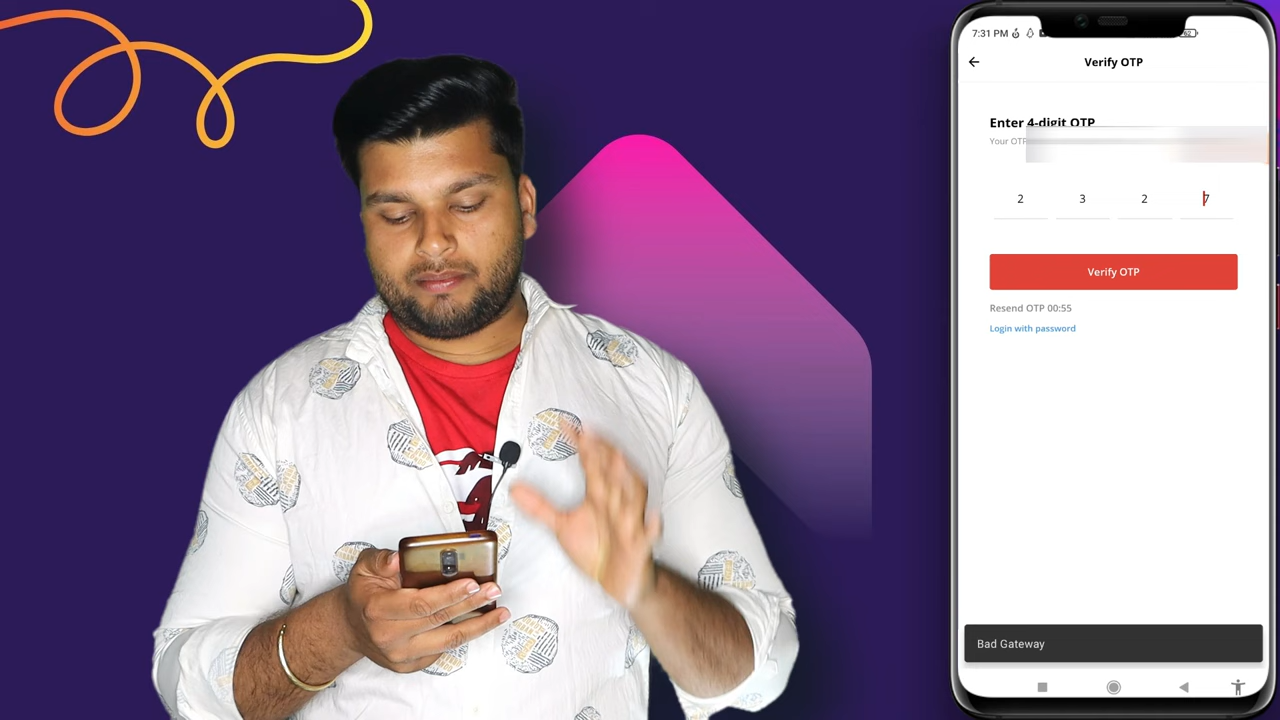 7:31 PM
Verify OTP
Enter 4-digit OTP
Your OTP
2 3 2 7
Verify OTP
Resend OTP 00:55
Login with password
Bad Gateway